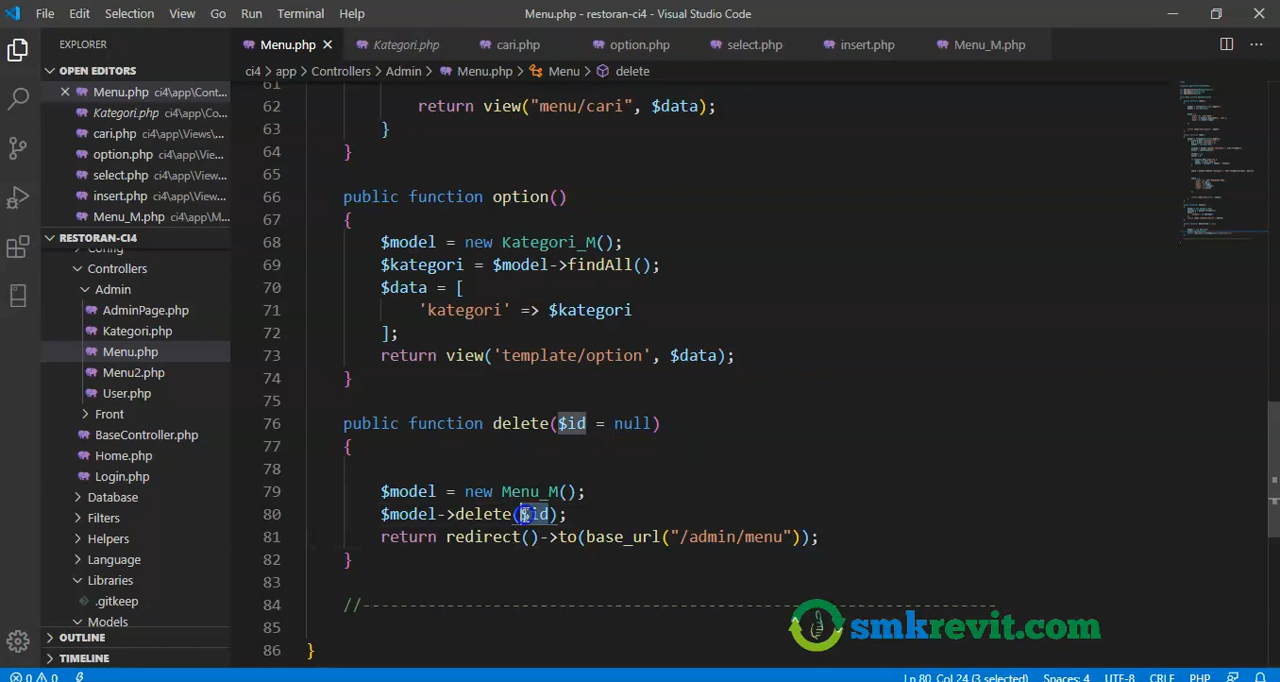 File Edit Selection View Go Run Terminal Help Menu.php - restoran-ci4 - Visual Studio Code
EXPLORER
OPEN EDITORS
Menu.php ci4\app\Cont...
Kategori.php ci4\app\Co...
cari.php ci4\app\Views\...
option.php ci4\app\Vie...
select.php ci4\app\View...
insert.php ci4\app\View...
Menu_M.php ci4\app\M...
RESTORAN-CI4
Config
Controllers
Admin
AdminPage.php
Kategori.php
Menu.php
Menu2.php
User.php
Front
BaseController.php
Home.php
Login.php
Database
Filters
Helpers
Language
Libraries
.gitkeep
Models
OUTLINE
TIMELINE
Menu.php Kategori.php cari.php option.php select.php insert.php Menu_M.php
ci4 > app > Controllers > Admin > Menu.php > Menu > delete
61
62 return view("menu/cari", $data);
63 }
64 }
65
66 public function option()
67 {
68 $model = new Kategori_M();
69 $kategori = $model->findAll();
70 $data = [
71 'kategori' => $kategori
72 ];
73 return view('template/option', $data);
74 }
75
76 public function delete($id = null)
77 {
78
79 $model = new Menu_M();
80 $model->delete($id);
81 return redirect()->to(base_url("/admin/menu"));
82 }
83
84 //--------------------------------------------------------------------
85
86 }
smkrevit.com
0 0 Ln 80, Col 24 (3 selected) Spaces: 4 UTF-8 CRLF PHP